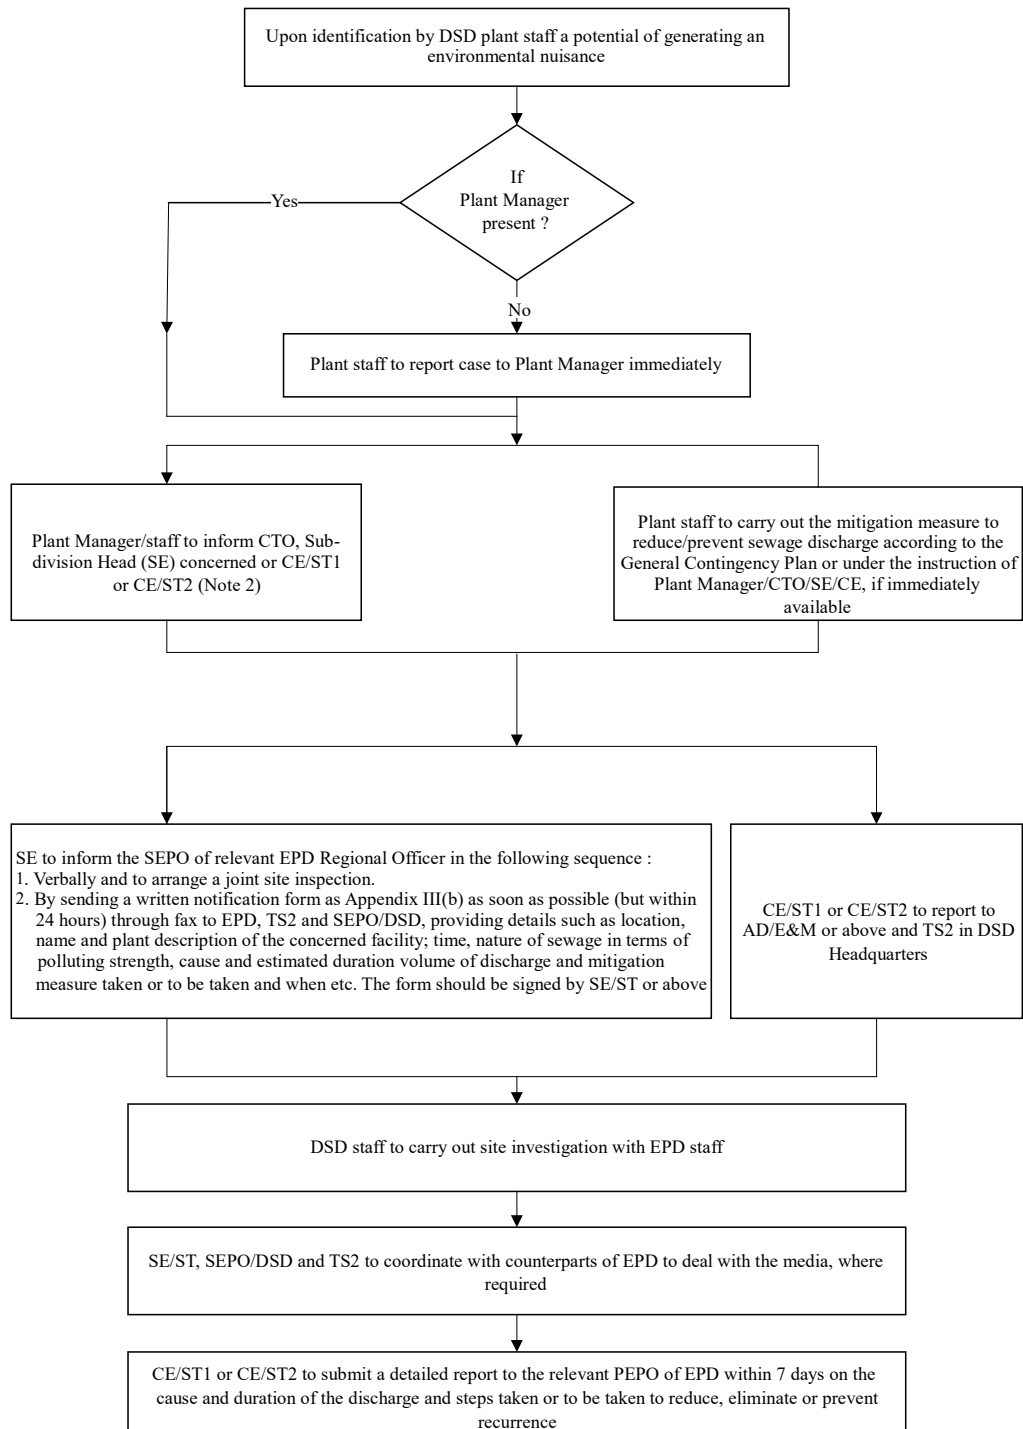 Upon identification by DSD plant staff a potential of generating an
environmental nuisance
If
Plant Manager
present ?
Yes
No
Plant staff to report case to Plant Manager immediately
Plant Manager/staff to inform CTO, Sub-
division Head (SE) concerned or CE/ST1
or CE/ST2 (Note 2)
Plant staff to carry out the mitigation measure to
reduce/prevent sewage discharge according to the
General Contingency Plan or under the instruction of
Plant Manager/CTO/SE/CE, if immediately
available
SE to inform the SEPO of relevant EPD Regional Officer in the following sequence :
1. Verbally and to arrange a joint site inspection.
2. By sending a written notification form as Appendix III(b) as soon as possible (but within
24 hours) through fax to EPD, TS2 and SEPO/DSD, providing details such as location,
name and plant description of the concerned facility; time, nature of sewage in terms of
polluting strength, cause and estimated duration volume of discharge and mitigation
measure taken or to be taken and when etc. The form should be signed by SE/ST or above
CE/ST1 or CE/ST2 to report to
AD/E&M or above and TS2 in DSD
Headquarters
DSD staff to carry out site investigation with EPD staff
SE/ST, SEPO/DSD and TS2 to coordinate with counterparts of EPD to deal with the media, where
required
CE/ST1 or CE/ST2 to submit a detailed report to the relevant PEPO of EPD within 7 days on the
cause and duration of the discharge and steps taken or to be taken to reduce, eliminate or prevent
recurrence